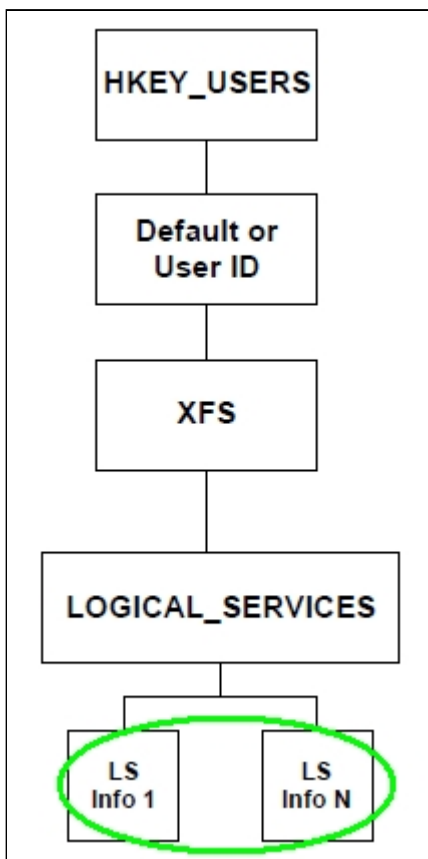 HKEY_USERS
Default or
User ID
XFS
LOGICAL_SERVICES
LS
Info 1
LS
Info N